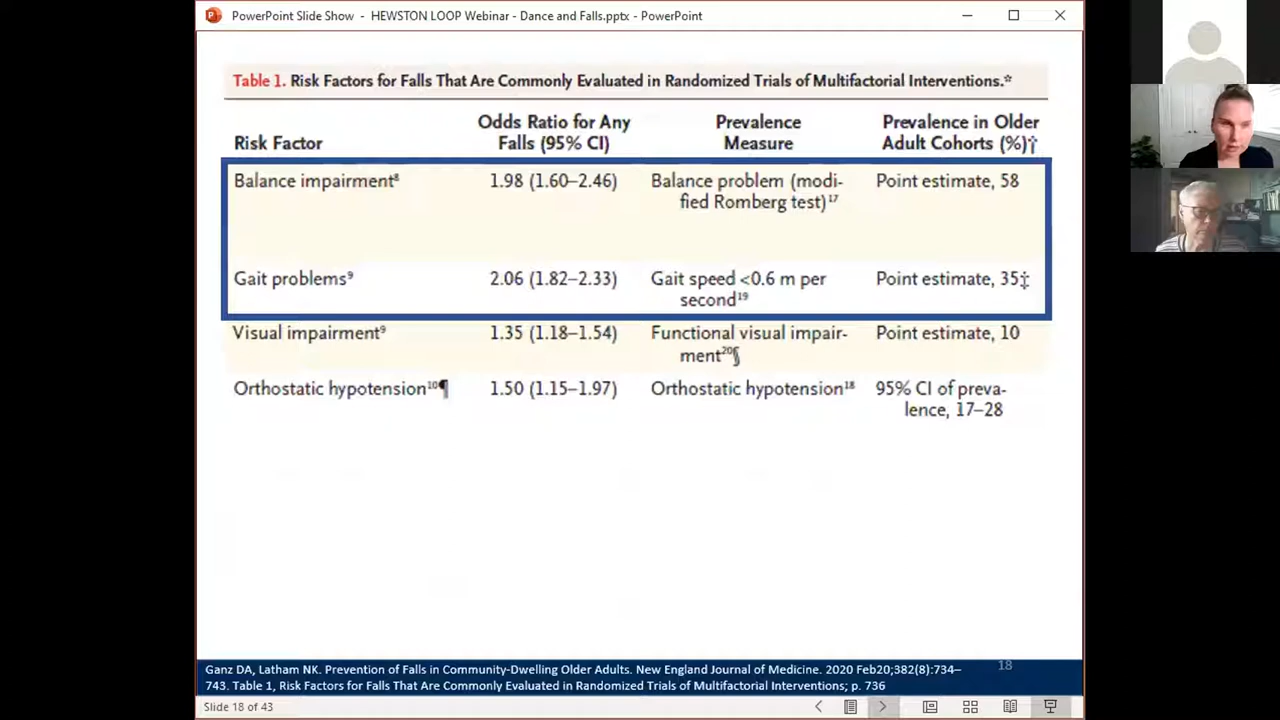 PowerPoint Slide Show - HEWSTON LOOP Webinar - Dance and Falls.pptx - PowerPoint
Table 1. Risk Factors for Falls That Are Commonly Evaluated in Randomized Trials of Multifactorial Interventions.*
Risk Factor
Odds Ratio for Any
Falls (95% CI)
Prevalence
Measure
Prevalence in Older
Adult Cohorts (%)†
Balance impairment⁸
1.98 (1.60–2.46)
Balance problem (modi-
fied Romberg test)¹⁷
Point estimate, 58
Gait problems⁹
2.06 (1.82–2.33)
Gait speed <0.6 m per
second¹⁹
Point estimate, 35‡
Visual impairment⁹
1.35 (1.18–1.54)
Functional visual impair-
ment²⁰§
Point estimate, 10
Orthostatic hypotension¹⁰¶
1.50 (1.15–1.97)
Orthostatic hypotension¹⁸
95% CI of preva-
lence, 17–28
Ganz DA, Latham NK. Prevention of Falls in Community-Dwelling Older Adults. New England Journal of Medicine. 2020 Feb20;382(8):734–
743. Table 1, Risk Factors for Falls That Are Commonly Evaluated in Randomized Trials of Multifactorial Interventions; p. 736
18
Slide 18 of 43